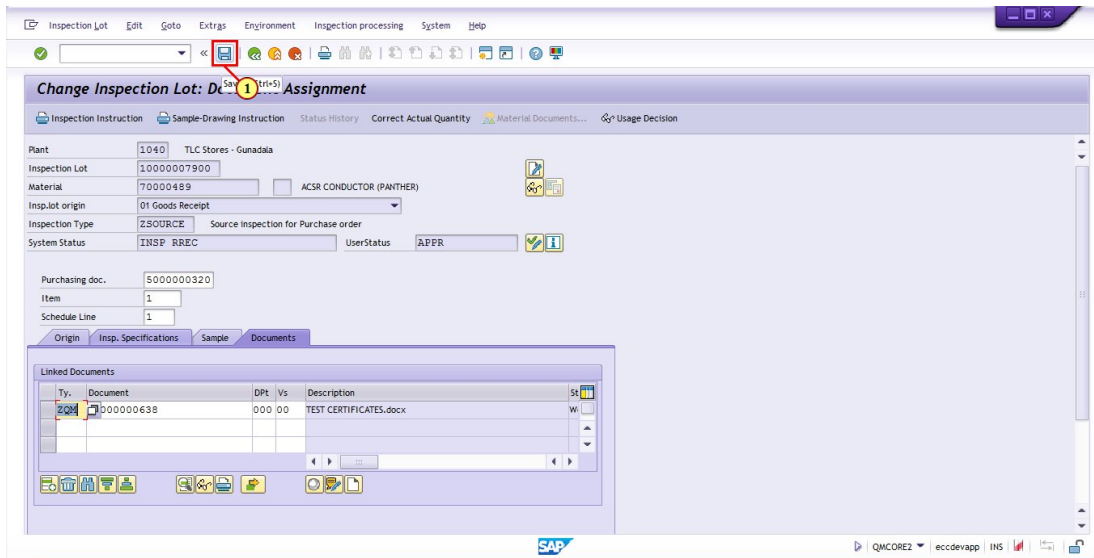 Inspection Lot Edit Goto Extras Environment Inspection processing System Help
Change Inspection Lot: Assignment
1
Inspection Instruction Sample-Drawing Instruction Status History Correct Actual Quantity Material Documents... Usage Decision
Plant 1040 TLC Stores - Gunadala
Inspection Lot 10000007900
Material 70000489 ACSR CONDUCTOR (PANTHER)
Insp.lot origin 01 Goods Receipt
Inspection Type ZSOURCE Source inspection for Purchase order
System Status INSP RREC UserStatus APPR
Purchasing doc. 5000000320
Item 1
Schedule Line 1
Origin Insp. Specifications Sample Documents
Linked Documents
Ty. Document DPt Vs Description St
ZQM 000000638 000 00 TEST CERTIFICATES.docx
SAP QMCORE2 eccdevapp INS